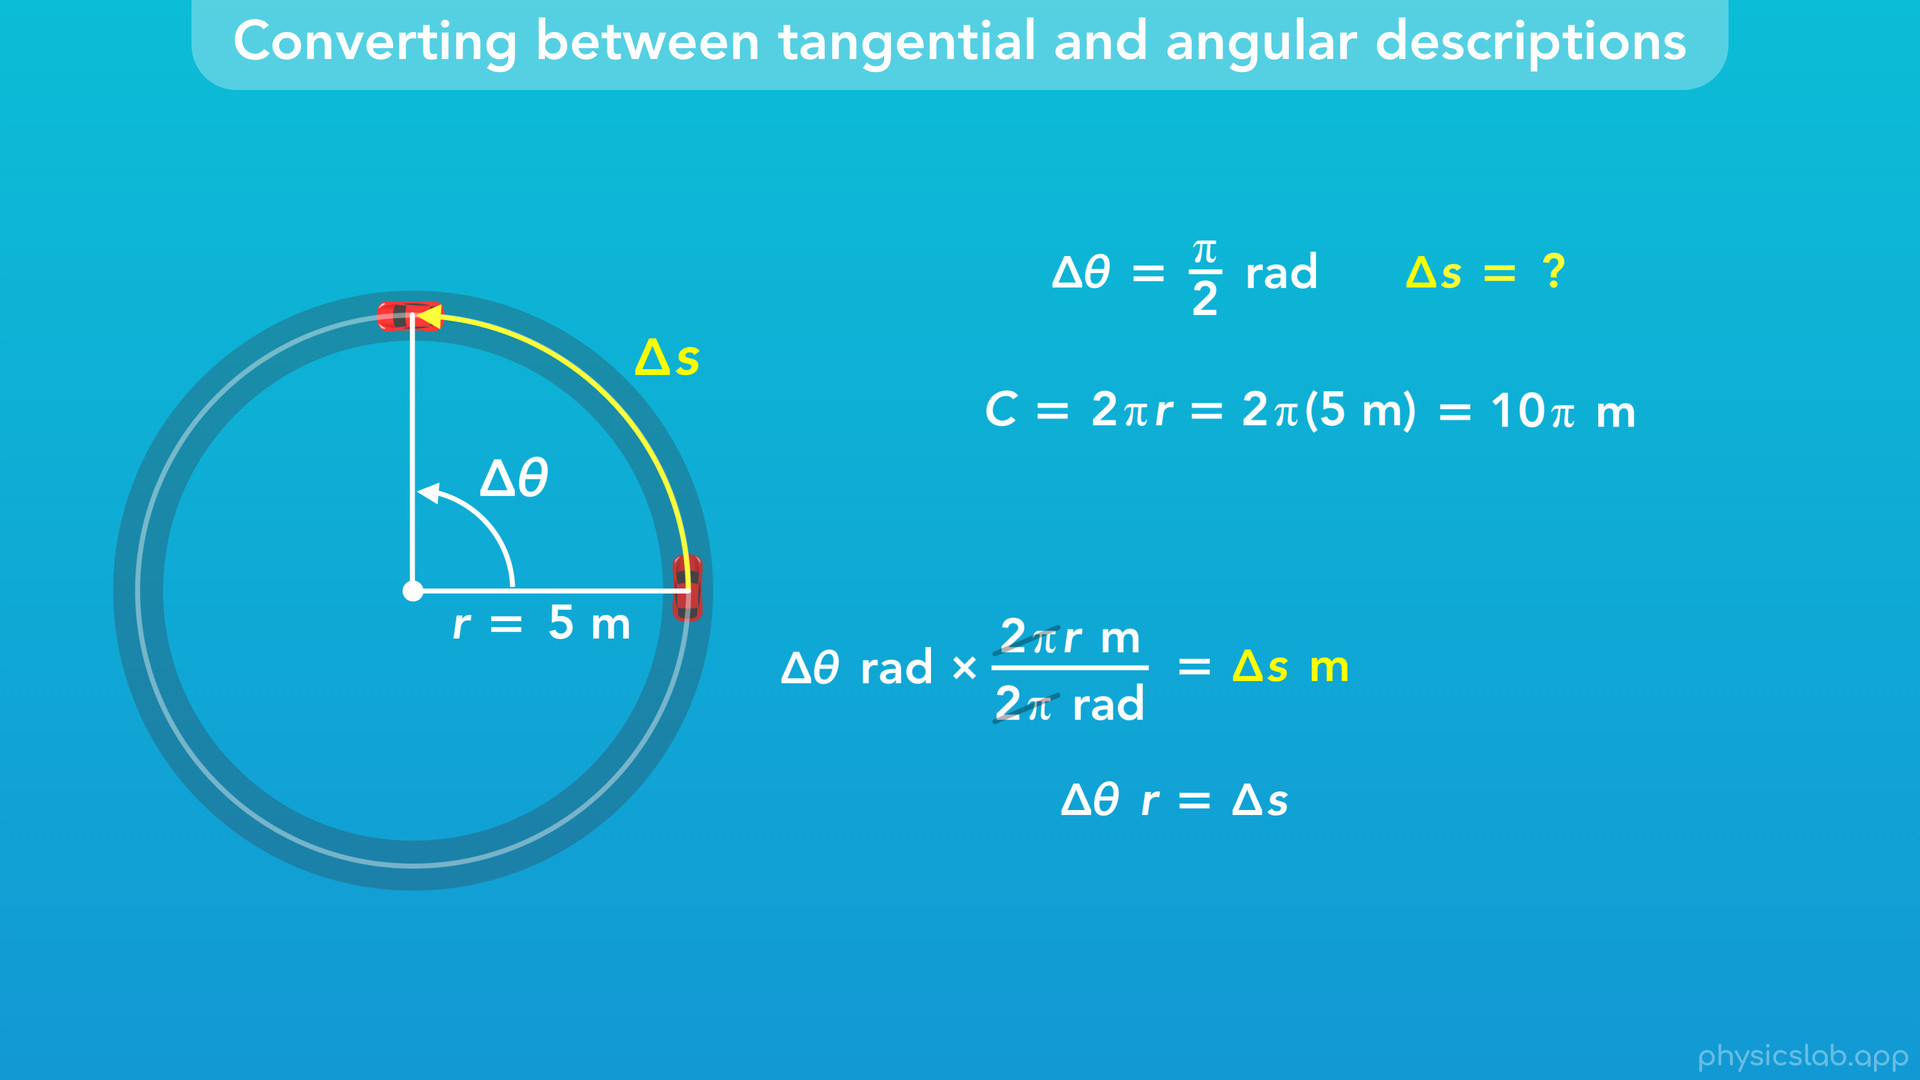 Converting between tangential and angular descriptions
Δθ = π/2 rad    Δs = ?
C = 2πr = 2π(5 m) = 10π m
Δs
Δθ
r = 5 m
Δθ rad × 2πr m / 2π rad = Δs m
Δθ r = Δs
physicslab.app